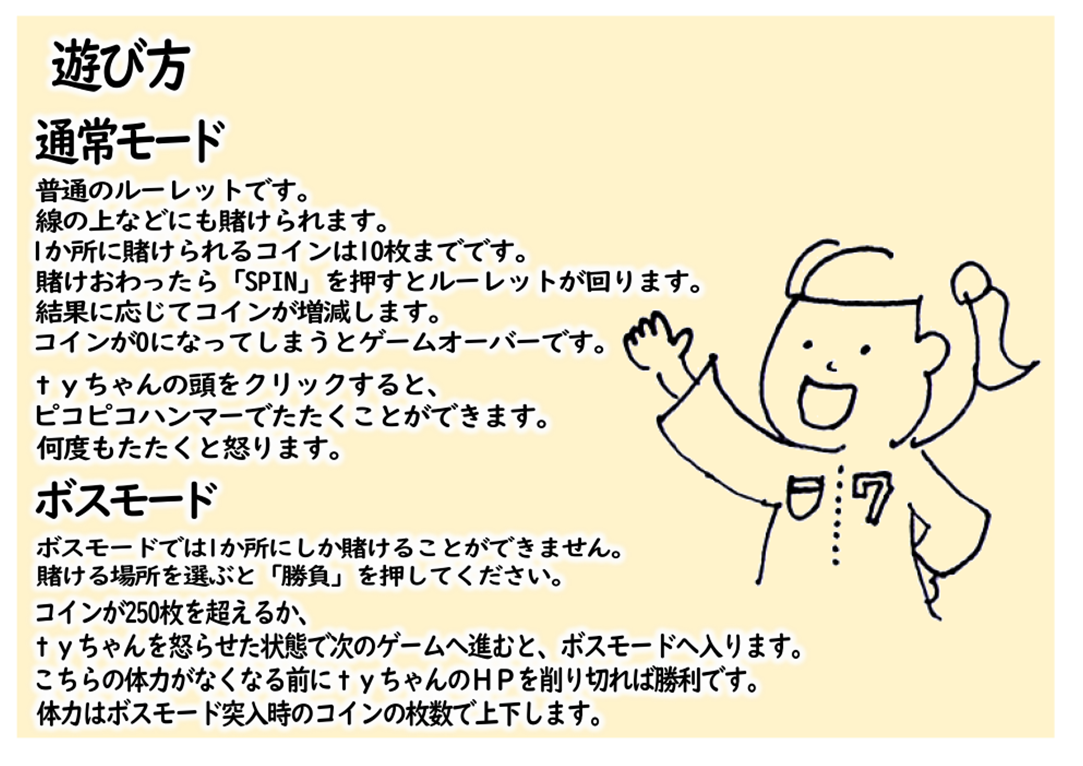 遊び方
通常モード
普通のルーレットです。
線の上などにも賭けられます。
1か所に賭けられるコインは10枚までです。
賭けおわったら「SPIN」を押すとルーレットが回ります。
結果に応じてコインが増減します。
コインが0になってしまうとゲームオーバーです。
ｔｙちゃんの頭をクリックすると、
ピコピコハンマーでたたくことができます。
何度もたたくと怒ります。
7
ボスモード
ボスモードでは1か所にしか賭けることができません。
賭ける場所を選ぶと「勝負」を押してください。
コインが250枚を超えるか、
ｔｙちゃんを怒らせた状態で次のゲームへ進むと、ボスモードへ入ります。
こちらの体力がなくなる前にｔｙちゃんのＨＰを削り切れば勝利です。
体力はボスモード突入時のコインの枚数で上下します。